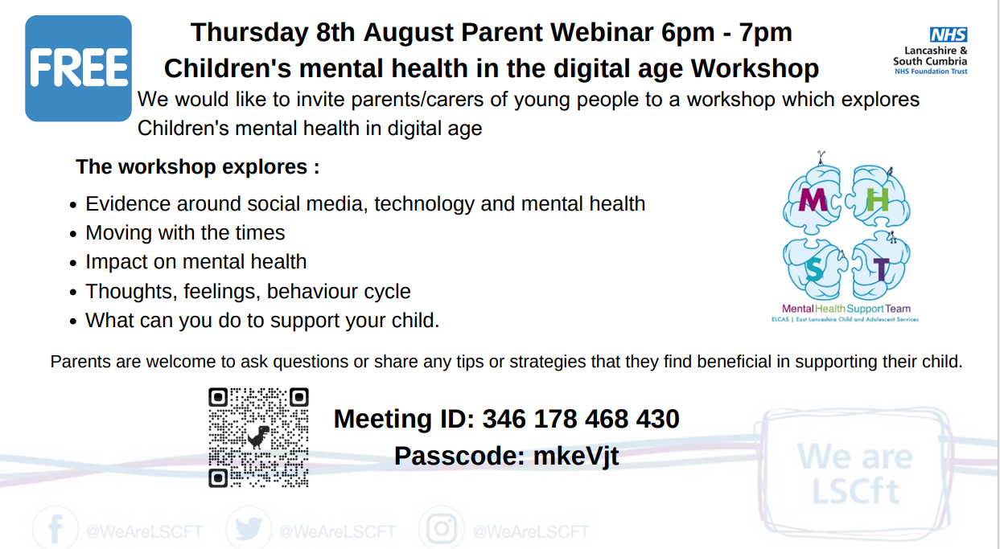 FREE
Thursday 8th August Parent Webinar 6pm - 7pm
Children's mental health in the digital age Workshop
NHS
Lancashire &
South Cumbria
NHS Foundation Trust
We would like to invite parents/carers of young people to a workshop which explores
Children's mental health in digital age
The workshop explores :
• Evidence around social media, technology and mental health
• Moving with the times
• Impact on mental health
• Thoughts, feelings, behaviour cycle
• What can you do to support your child.
M H
S T
MentalHealthSupportTeam
ELCAS | East Lancashire Child and Adolescent Services
Parents are welcome to ask questions or share any tips or strategies that they find beneficial in supporting their child.
Meeting ID: 346 178 468 430
Passcode: mkeVjt
We are
LSCft
@WeAreLSCFT @WeAreLSCFT @WeAreLSCFT